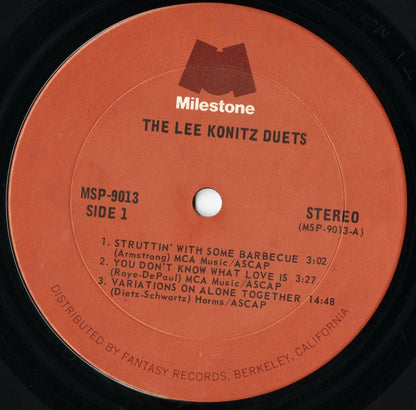 Milestone
THE LEE KONITZ DUETS
MSP-9013
SIDE 1
STEREO
(MSP-9013-A)
1. STRUTTIN' WITH SOME BARBECUE 3:02
(Armstrong) MCA Music/ASCAP
2. YOU DON'T KNOW WHAT LOVE IS 3:27
(Raye-DePaul) MCA Music/ASCAP
3. VARIATIONS ON ALONE TOGETHER 14:48
(Dietz-Schwartz) Harms/ASCAP
DISTRIBUTED BY FANTASY RECORDS, BERKELEY, CALIFORNIA